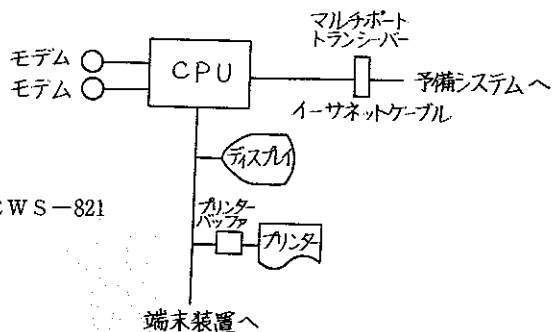 マルチポート
トランシーバー
モデム
CPU
モデム
予備システムへ
イーサネットケーブル
ディスプレイ
WS-821
プリンター
バッファ
プリンター
端末装置へ